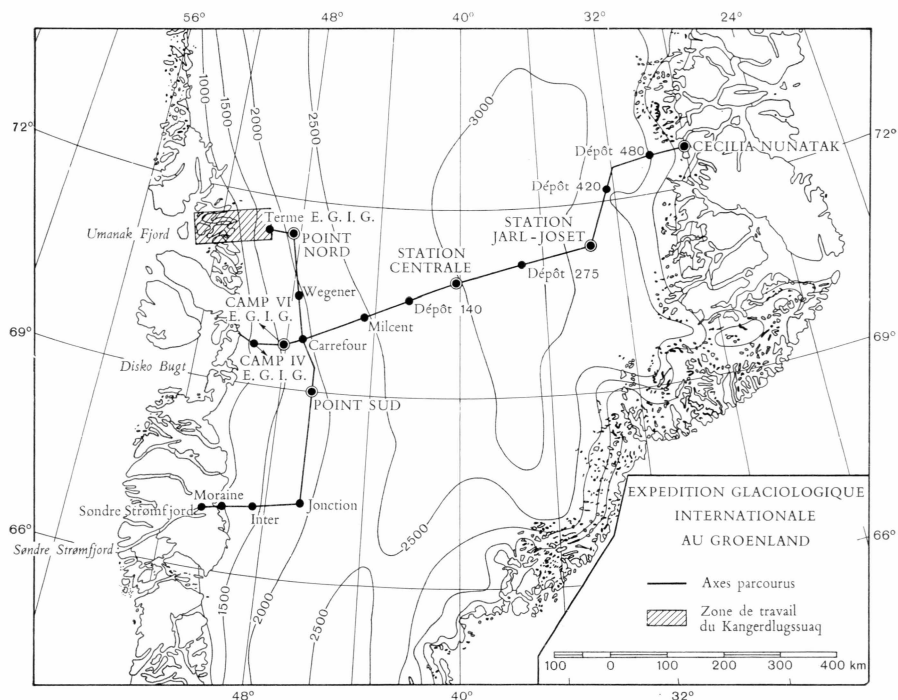 56°
48°
40°
32°
24°
1000
1500
2000
2500
3000
72°
72°
Dépôt 480
CECILIA NUNATAK
Dépôt 420
Umanak Fjord
Terme E. G. I. G.
POINT
NORD
STATION
JARL-JOSET
STATION
CENTRALE
Dépôt 275
Wegener
Dépôt 140
CAMP VI
E. G. I. G.
Milcent
Carrefour
69°
69°
Disko Bugt
CAMP IV
E. G. I. G.
POINT SUD
Moraine
Sondre Strömfjord
Inter
Jonction
66°
66°
Søndre Strømfjord
2500
1500
2000
2500
EXPEDITION GLACIOLOGIQUE
INTERNATIONALE
AU GROENLAND
Axes parcourus
Zone de travail
du Kangerdlugssuaq
100 0 100 200 300 400 km
48°
40°
32°